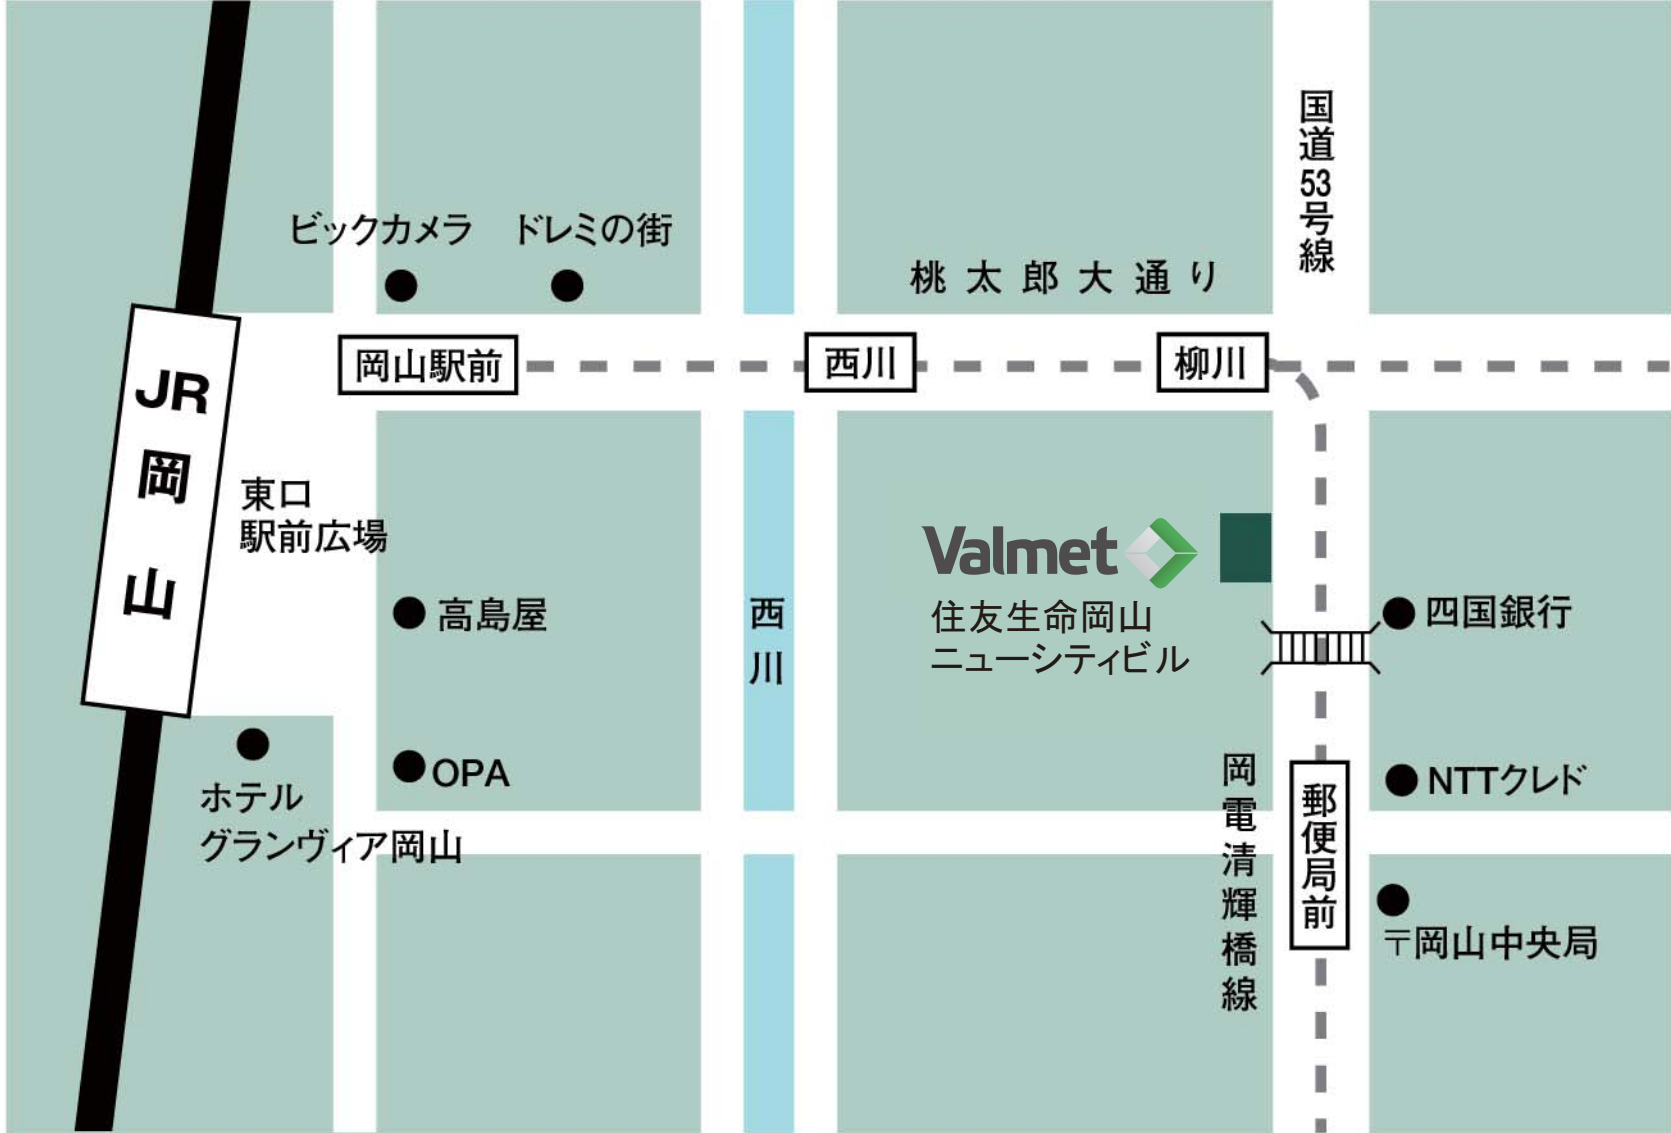 国道53号線
ビックカメラ
ドレミの街
桃太郎大通り
岡山駅前
西川
柳川
JR岡山
東口
駅前広場
高島屋
西川
Valmet
住友生命岡山
ニューシティビル
四国銀行
OPA
ホテル
グランヴィア岡山
岡電清輝橋線
郵便局前
NTTクレド
〒岡山中央局